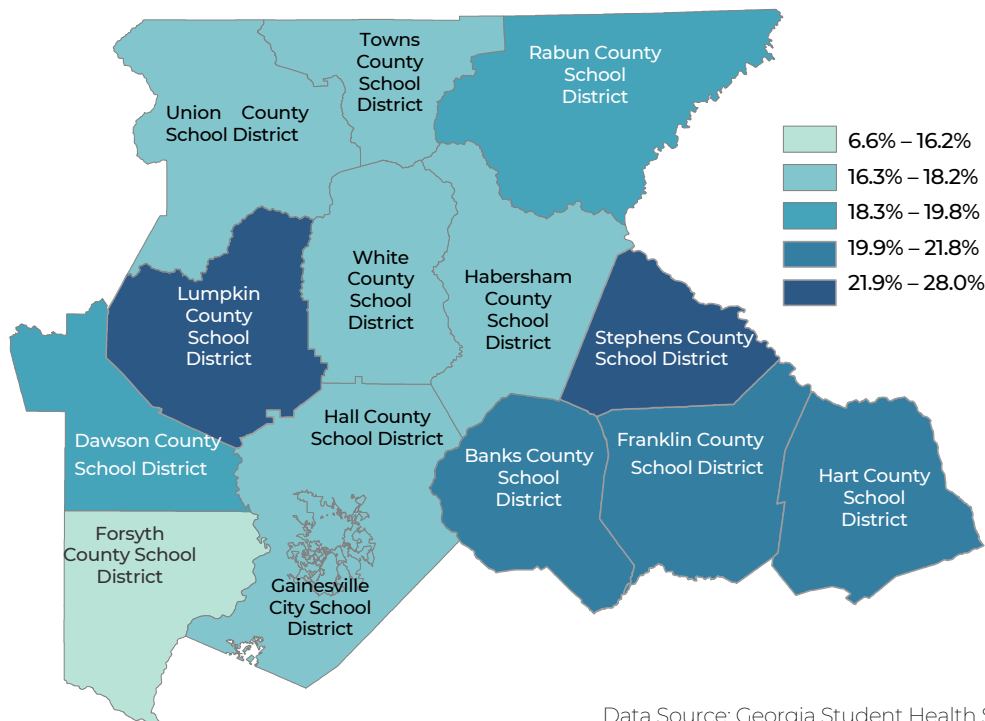 Towns
County
School
District
Rabun County
School
District
Union County
School District
6.6% – 16.2%
16.3% – 18.2%
18.3% – 19.8%
19.9% – 21.8%
21.9% – 28.0%
White
County
School
District
Habersham
County
School
District
Lumpkin
County
School
District
Stephens County
School District
Hall County
School District
Dawson County
School District
Banks County
School
District
Franklin County
School District
Hart County
School
District
Forsyth
County School
District
Gainesville
City School
District
Data Source: Georgia Student Health